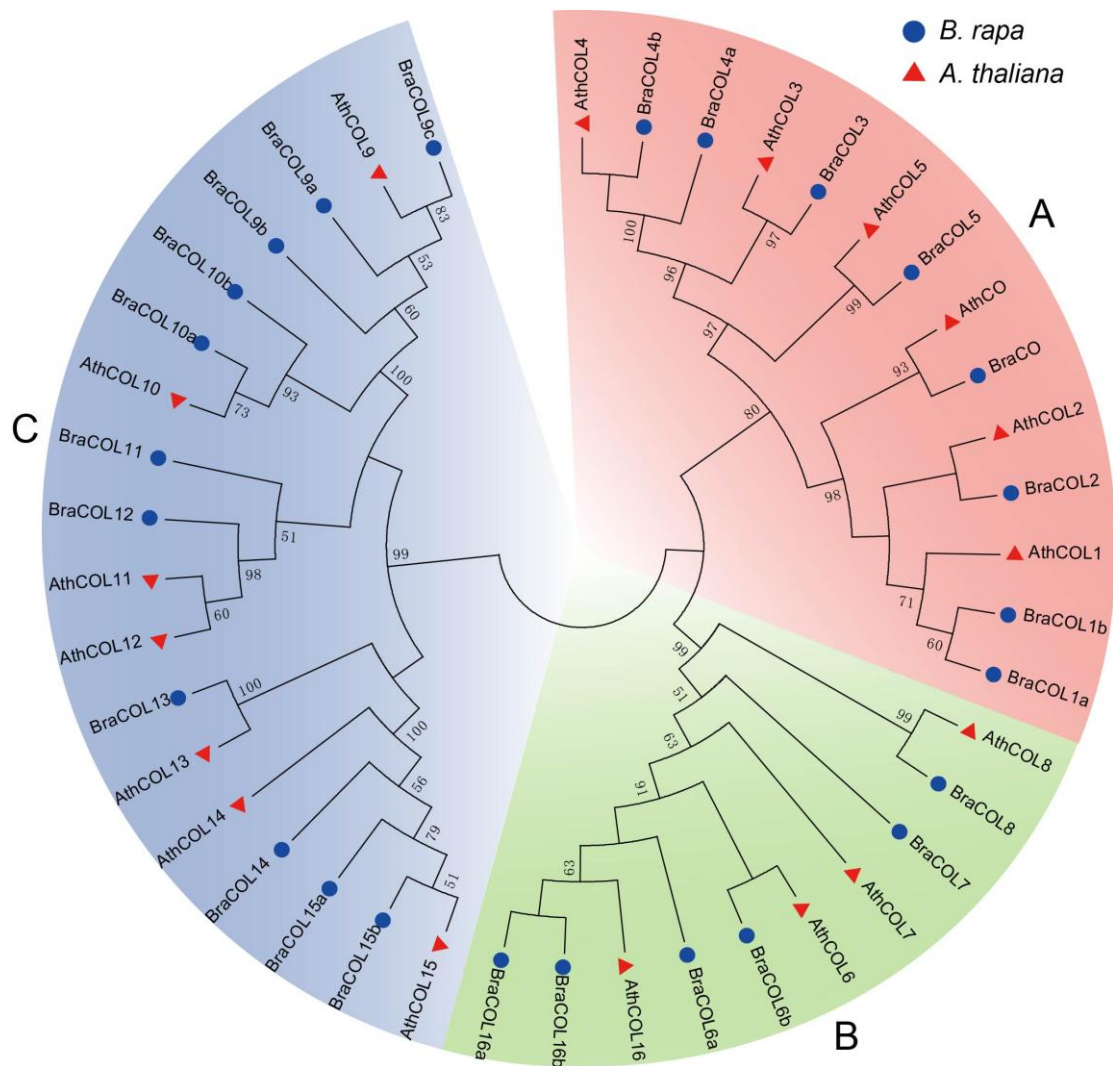 B. rapa
A. thaliana
A
AthCOL4
BraCOL4b
BraCOL4a
AthCOL3
BraCOL3
AthCOL5
BraCOL5
AthCO
BraCO
AthCOL2
BraCOL2
AthCOL1
BraCOL1b
BraCOL1a
100
97
96
99
97
93
80
98
71
60
B
AthCOL8
BraCOL8
BraCOL7
AthCOL7
AthCOL6
BraCOL6b
BraCOL6a
AthCOL16
BraCOL16b
BraCOL16a
99
99
51
63
91
63
C
AthCOL15
BraCOL15b
BraCOL15a
BraCOL14
AthCOL14
AthCOL13
BraCOL13
AthCOL12
AthCOL11
BraCOL12
BraCOL11
AthCOL10
BraCOL10a
BraCOL10b
BraCOL9b
BraCOL9a
AthCOL9
BraCOL9c
51
79
56
100
100
60
98
51
99
73
93
100
60
53
83